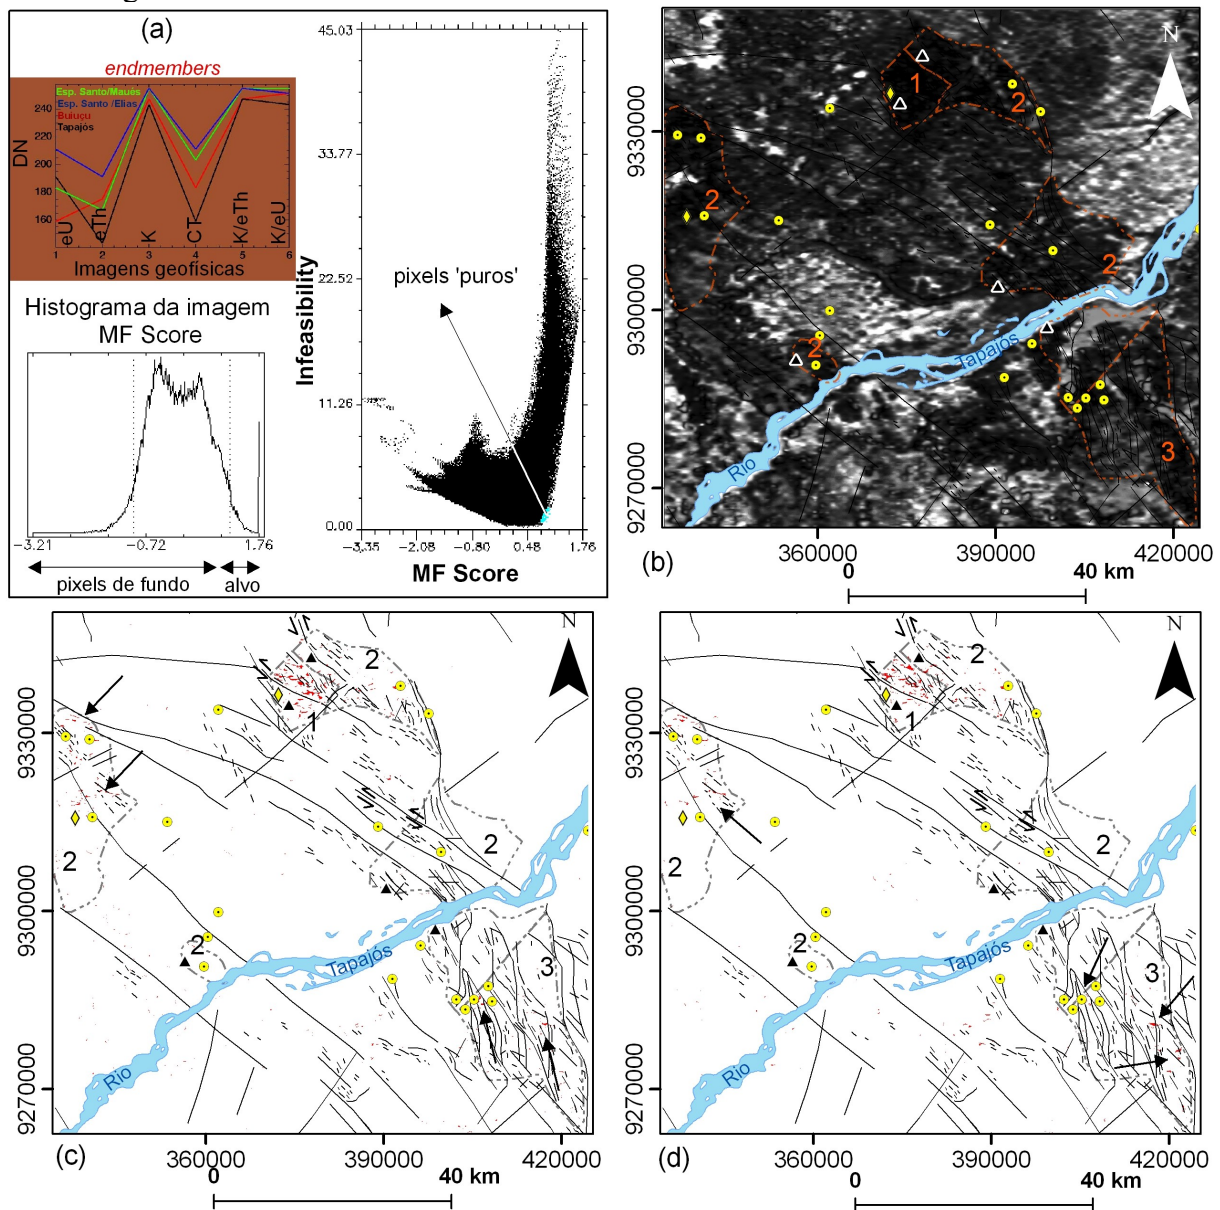 (a)
endmembers
Esp. Santo/Maués
Esp. Santo /Elias
Buiuçu
Tapajós
DN
240
220
200
180
160
eU
eTh
K
CT
K/eTh
K/eU
1 2 3 4 5 6
Imagens geofísicas
Histograma da imagem
MF Score
-3.21 -0.72 1.76
pixels de fundo alvo
45.03
33.77
22.52
11.26
0.00
Infeasibility
pixels 'puros'
-3.35 -2.08 -0.80 0.48 1.76
MF Score
N
1
2
2
2
2
3
Tapajós
Rio
9330000
9300000
9270000
(b)
360000 390000 420000
0 40 km
N
2
1
2
2
2
3
Tapajós
Rio
9330000
9300000
9270000
(c)
360000 390000 420000
0 40 km
N
2
1
2
2
2
3
Tapajós
Rio
9330000
9300000
9270000
(d)
360000 390000 420000
0 40 km